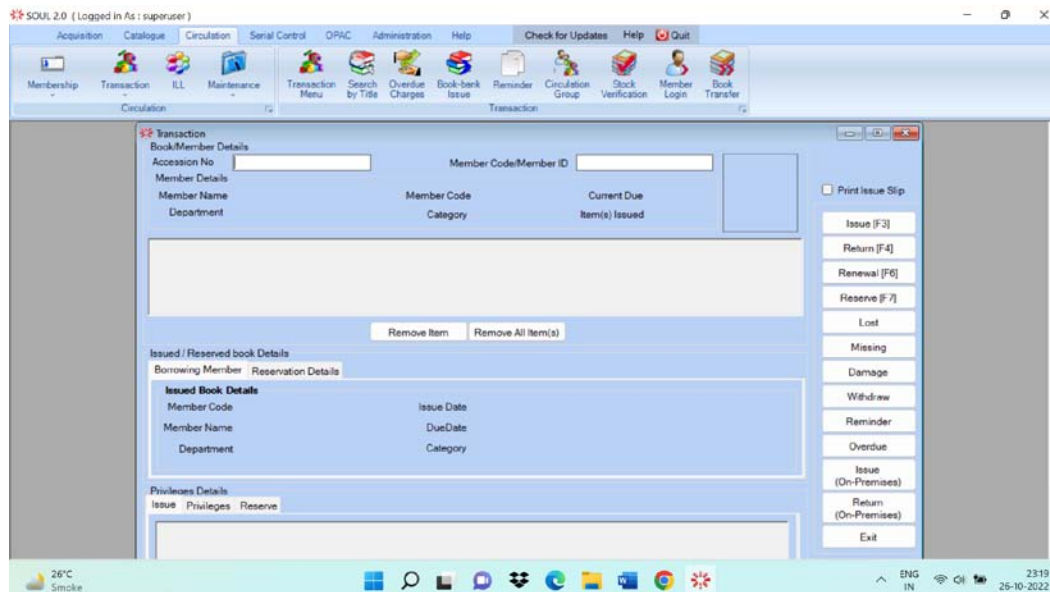 SOUL 2.0 ( Logged in As : superuser )
Acquisition Catalogue Circulation Serial Control OPAC Administration Help Check for Updates Help Quit
Membership Transaction ILL Maintenance Transaction Menu Search by Title Overdue Charges Book-bank Issue Reminder Circulation Group Stock Verification Member Login Book Transfer
Circulation Transaction
Transaction
Book/Member Details
Accession No Member Code/Member ID
Member Details
Member Name Member Code Current Due
Department Category Item(s) Issued
Print Issue Slip
Issue [F3]
Return [F4]
Renewal [F6]
Reserve [F7]
Lost
Missing
Damage
Withdraw
Reminder
Overdue
Issue
(On-Premises)
Return
(On-Premises)
Exit
Remove Item Remove All Item(s)
Issued / Reserved book Details
Borrowing Member Reservation Details
Issued Book Details
Member Code Issue Date
Member Name DueDate
Department Category
Privileges Details
Issue Privileges Reserve
26°C
Smoke
ENG
IN
23:19
26-10-2022